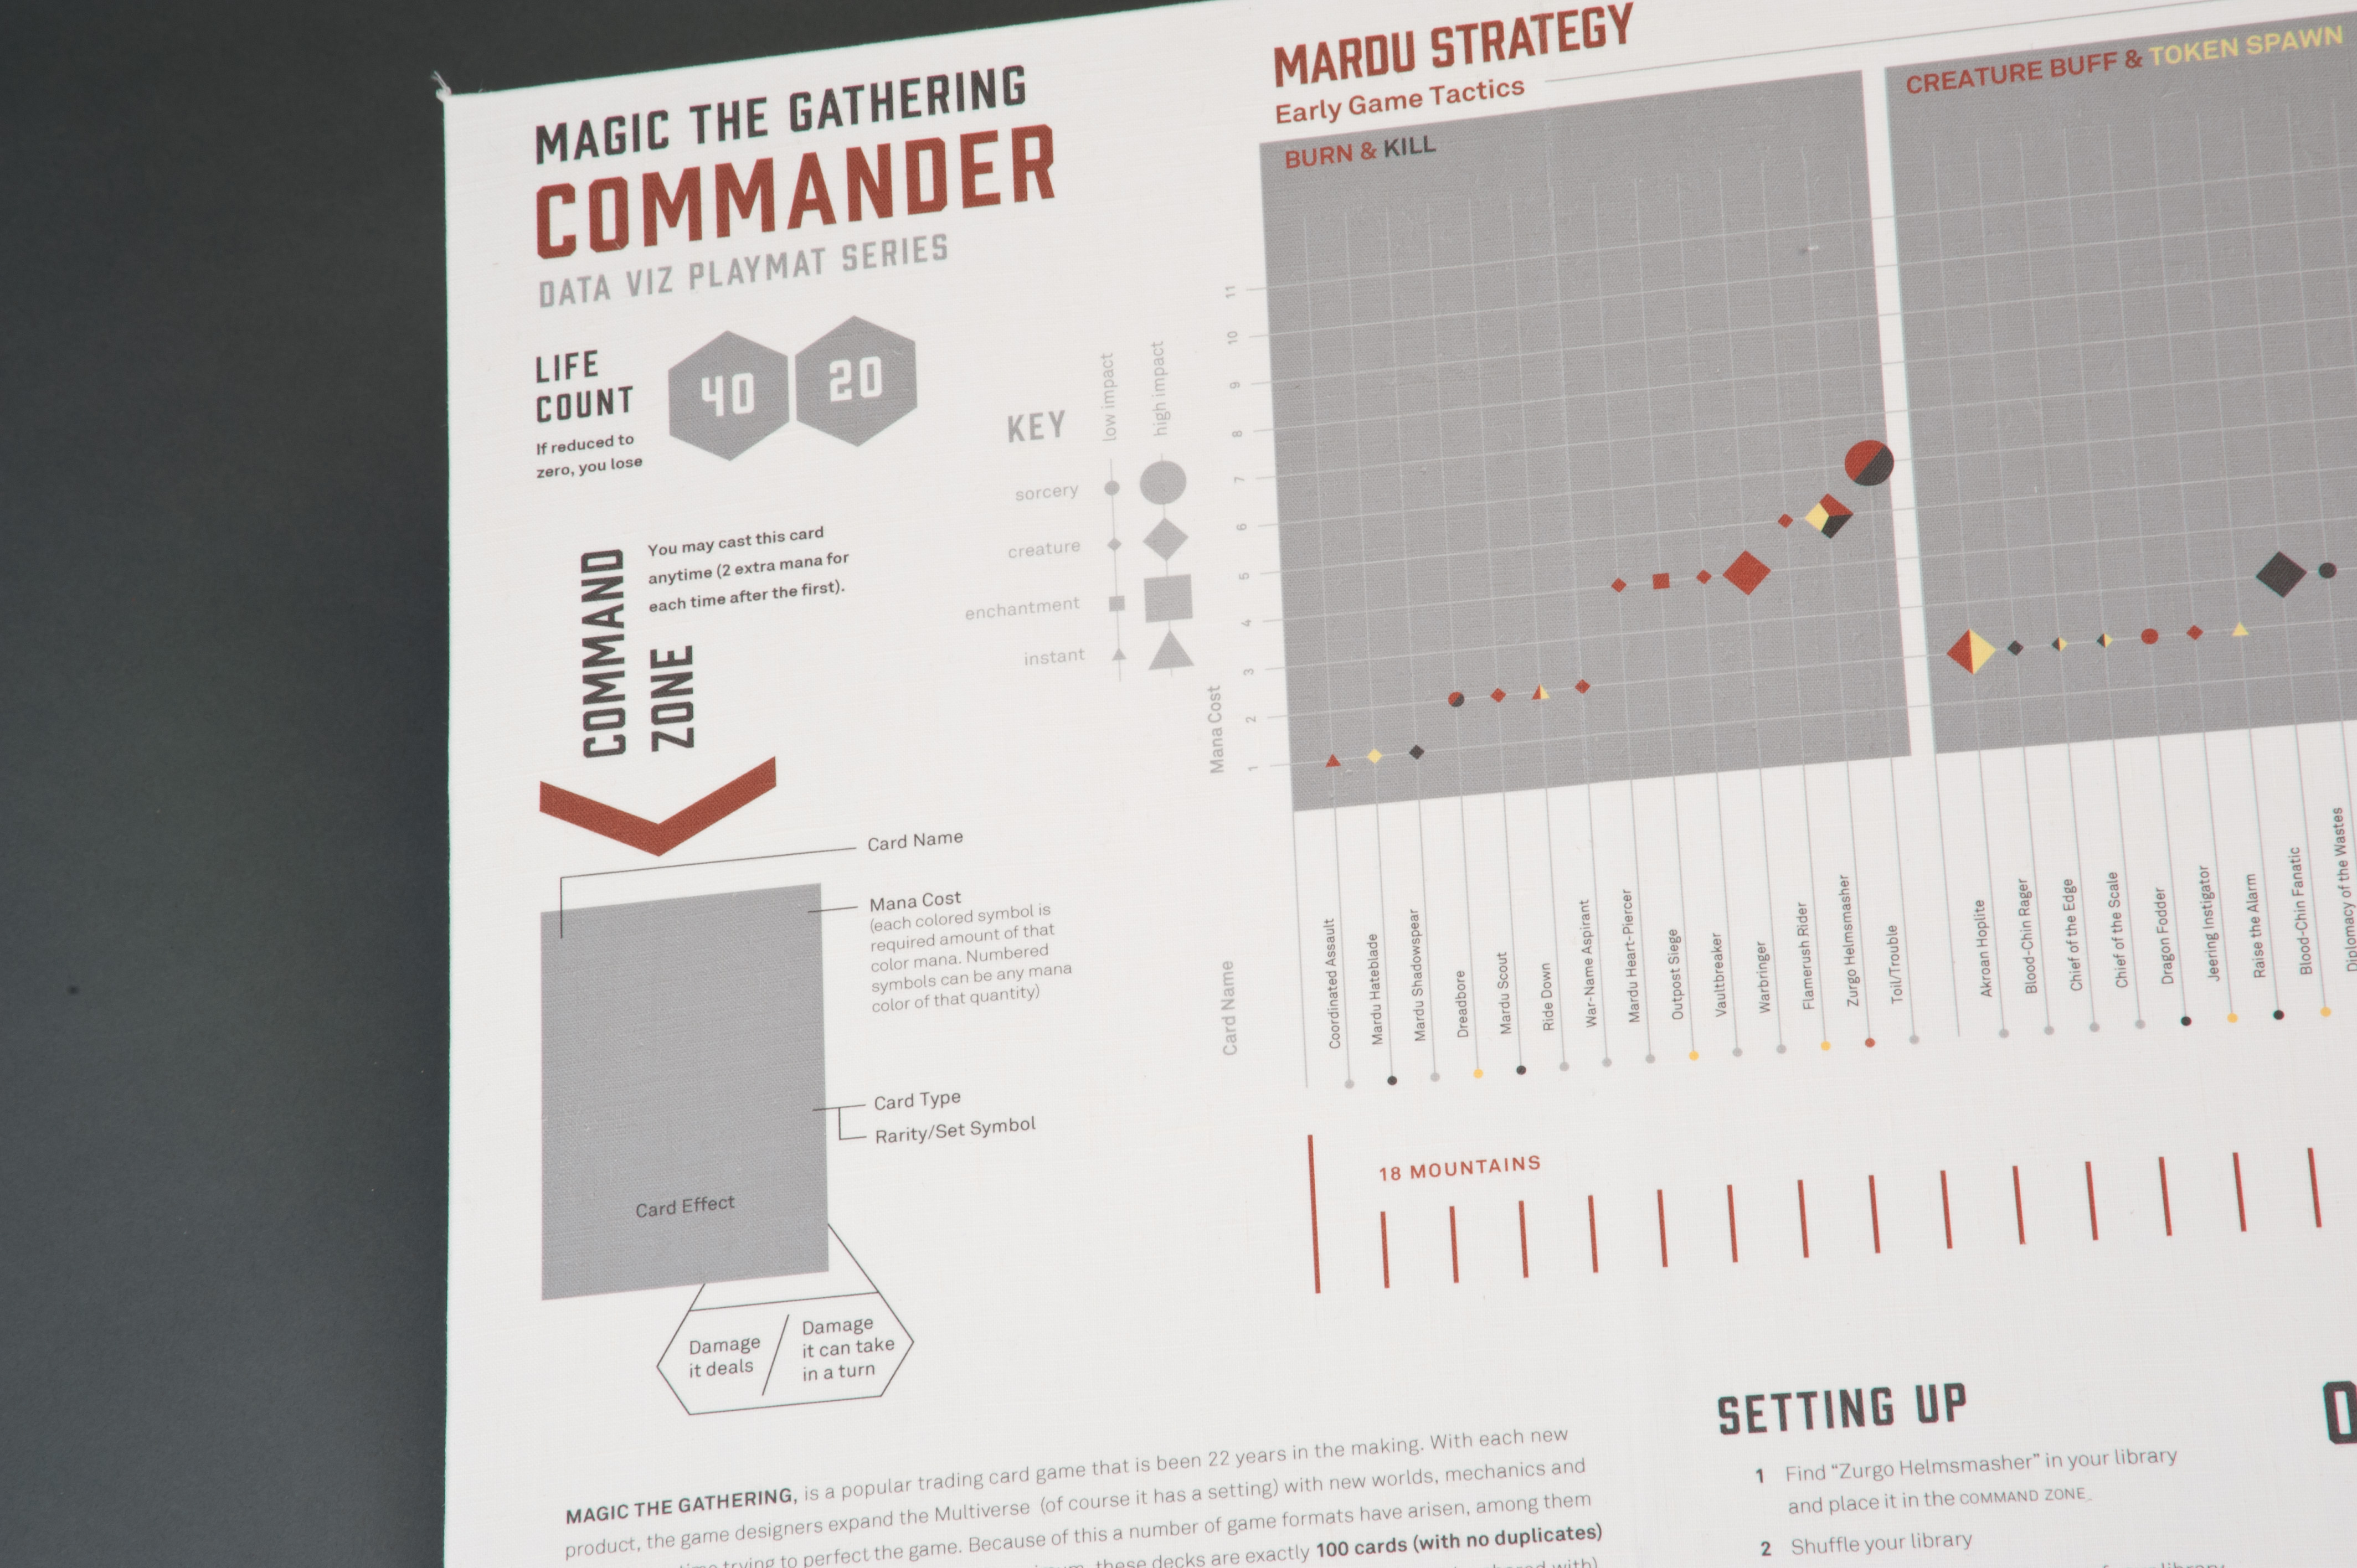 MAGIC THE GATHERING
COMMANDER
DATA VIZ PLAYMAT SERIES
LIFE
COUNT
If reduced to
zero, you lose
40
20
COMMAND
ZONE
You may cast this card
anytime (2 extra mana for
each time after the first).
KEY
low impact
high impact
sorcery
creature
enchantment
instant
Card Name
Mana Cost
(each colored symbol is
required amount of that
color mana. Numbered
symbols can be any mana
color of that quantity)
Card Type
Rarity/Set Symbol
Card Effect
Damage
it deals
Damage
it can take
in a turn
MARDU STRATEGY
Early Game Tactics
BURN & KILL
CREATURE BUFF & TOKEN SPAWN
11
10
9
8
7
6
5
4
3
2
1
Mana Cost
Card Name
Coordinated Assault
Mardu Hateblade
Mardu Shadowspear
Dreadbore
Mardu Scout
Ride Down
War-Name Aspirant
Mardu Heart-Piercer
Outpost Siege
Vaultbreaker
Warbringer
Flamerush Rider
Zurgo Helmsmasher
Toil/Trouble
Akroan Hoplite
Blood-Chin Rager
Chief of the Edge
Chief of the Scale
Dragon Fodder
Jeering Instigator
Raise the Alarm
Blood-Chin Fanatic
Diplomacy of the Wastes
18 MOUNTAINS
MAGIC THE GATHERING, is a popular trading card game that is been 22 years in the making. With each new
product, the game designers expand the Multiverse (of course it has a setting) with new worlds, mechanics and
trying to perfect the game. Because of this a number of game formats have arisen, among them
these decks are exactly 100 cards (with no duplicates)
with)
SETTING UP
1 Find “Zurgo Helmsmasher” in your library
and place it in the COMMAND ZONE
2 Shuffle your library